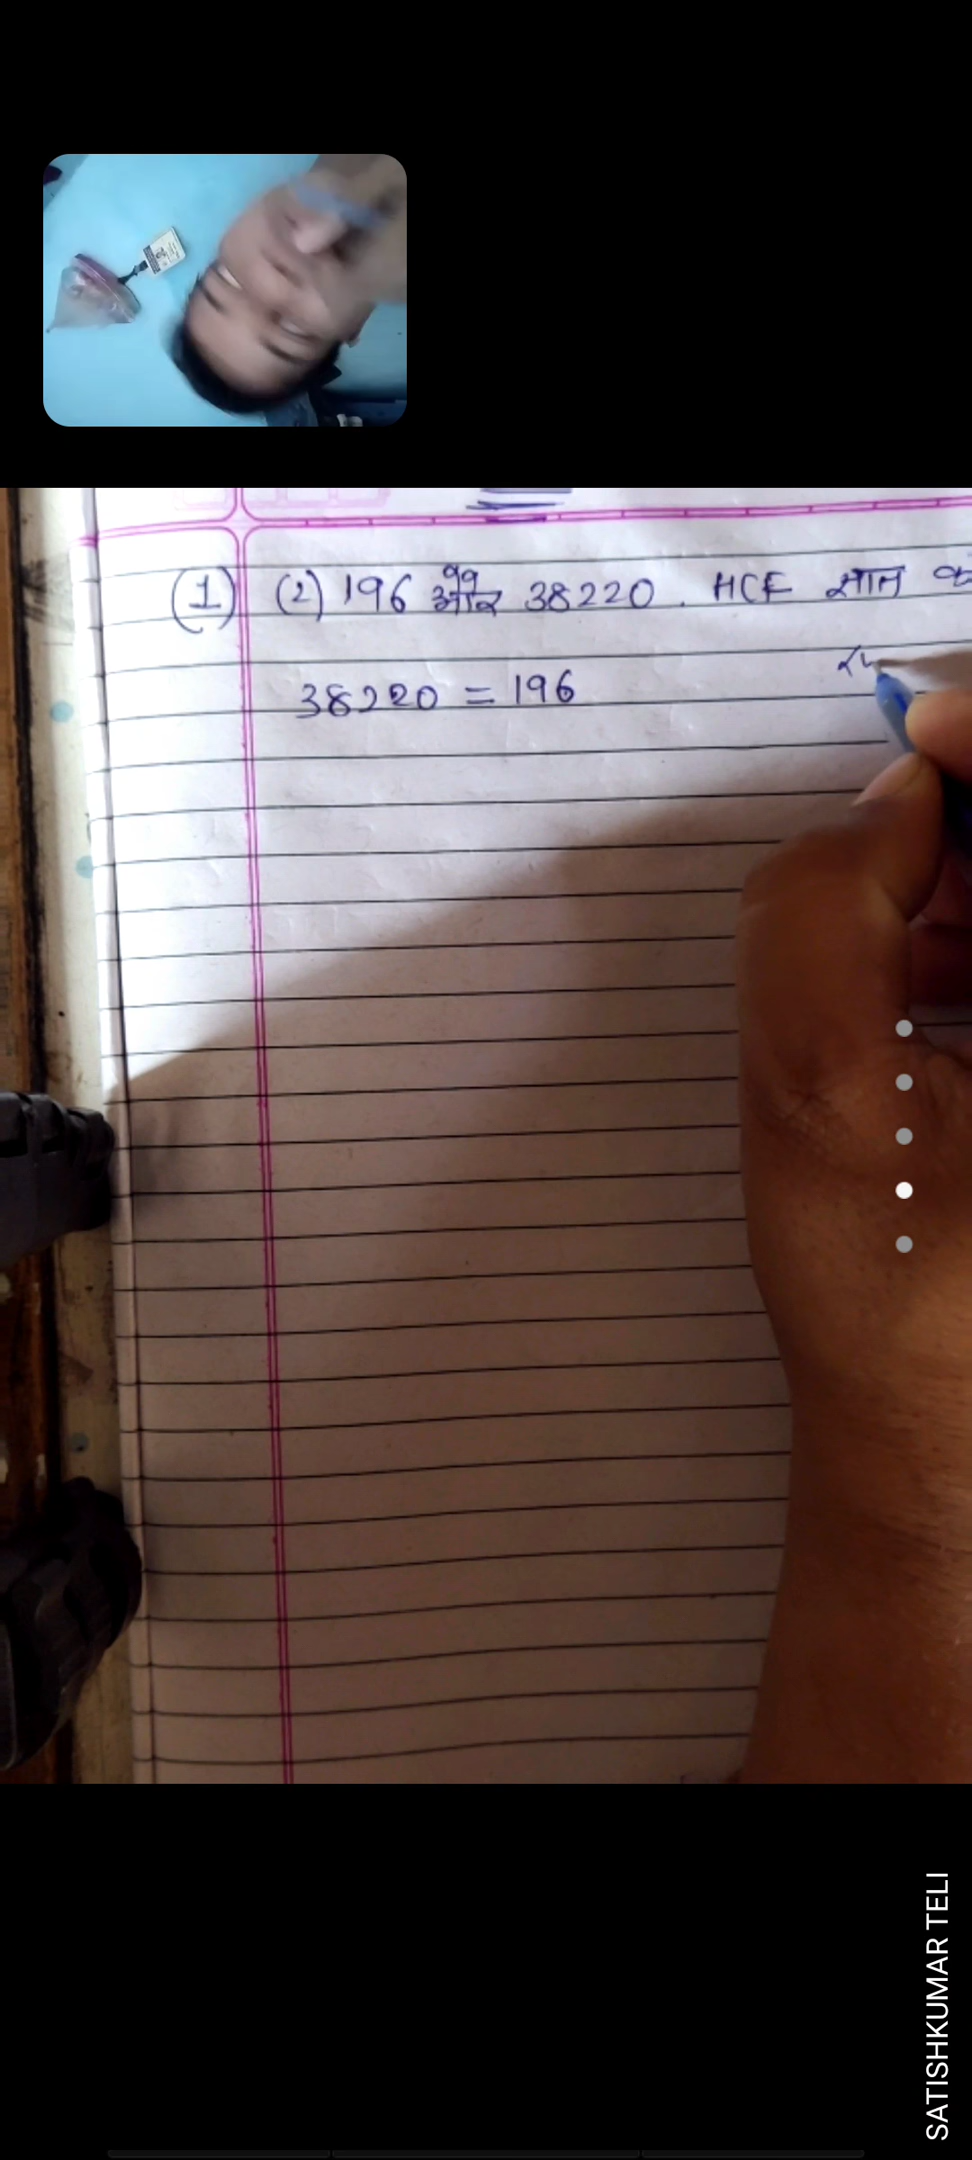 (1) (2) 196 और 38220. HCF ज्ञात
38220 = 196
SATISHKUMAR TELI